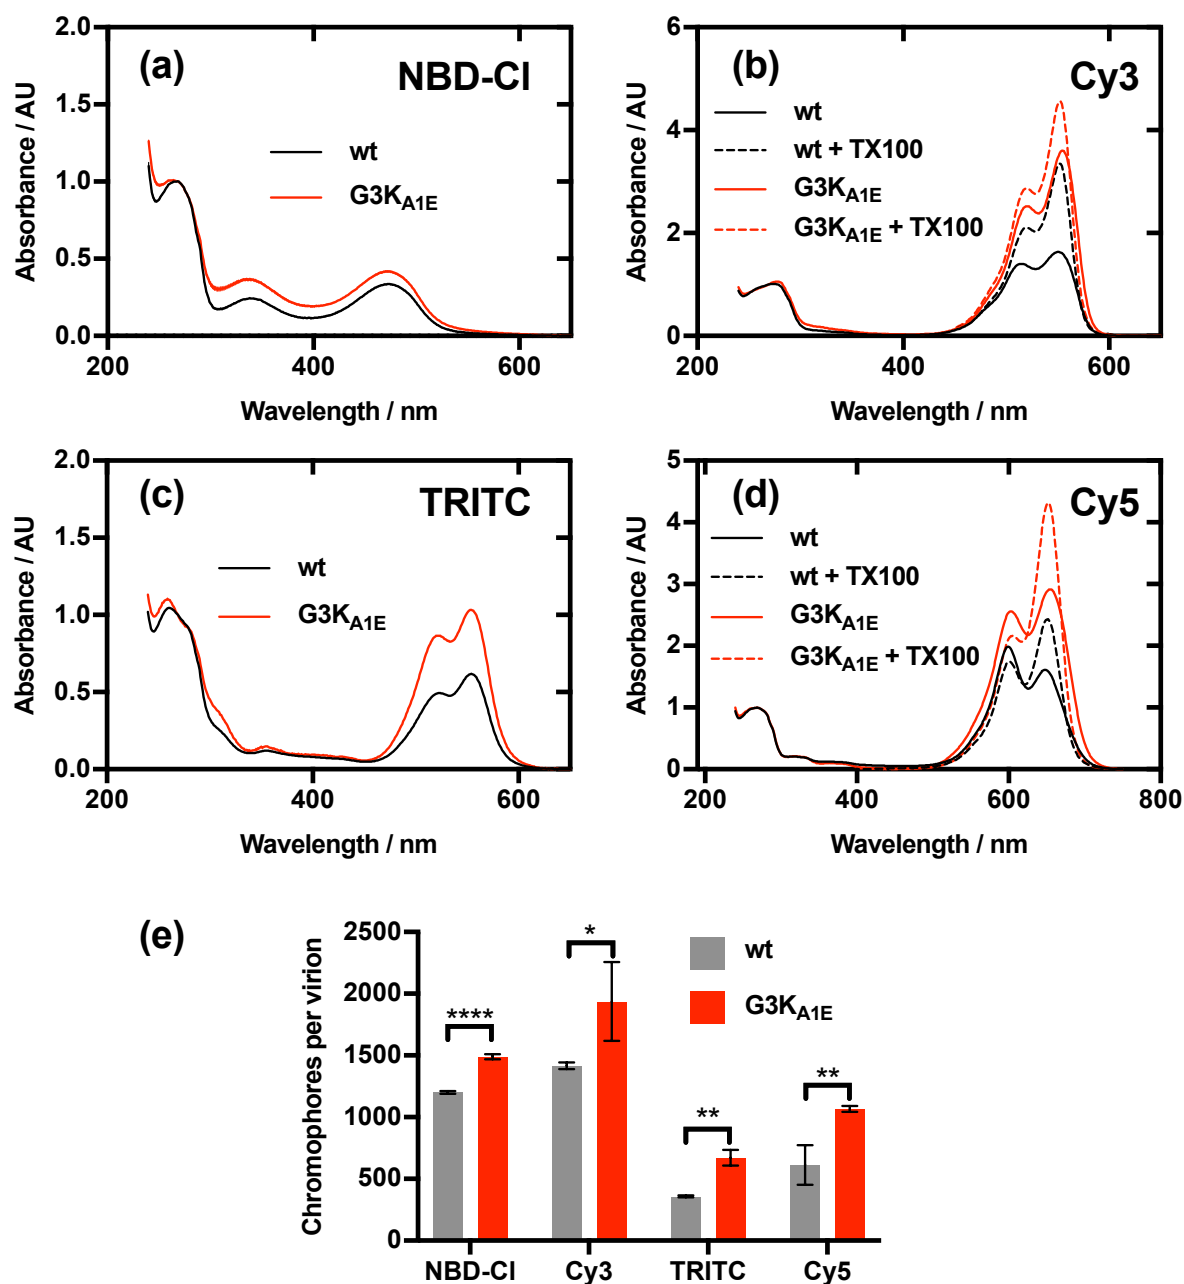 (a)
NBD-Cl
Absorbance / AU
2.0
1.5
1.0
0.5
0.0
wt
G3KA1E
200
400
600
Wavelength / nm
(b)
Cy3
Absorbance / AU
6
4
2
0
wt
wt + TX100
G3KA1E
G3KA1E + TX100
200
400
600
Wavelength / nm
(c)
TRITC
Absorbance / AU
2.0
1.5
1.0
0.5
0.0
wt
G3KA1E
200
400
600
Wavelength / nm
(d)
Cy5
Absorbance / AU
5
4
3
2
1
0
wt
wt + TX100
G3KA1E
G3KA1E + TX100
200
400
600
800
Wavelength / nm
(e)
Chromophores per virion
2500
2000
1500
1000
500
0
****
*
**
**
wt
G3KA1E
NBD-Cl
Cy3
TRITC
Cy5